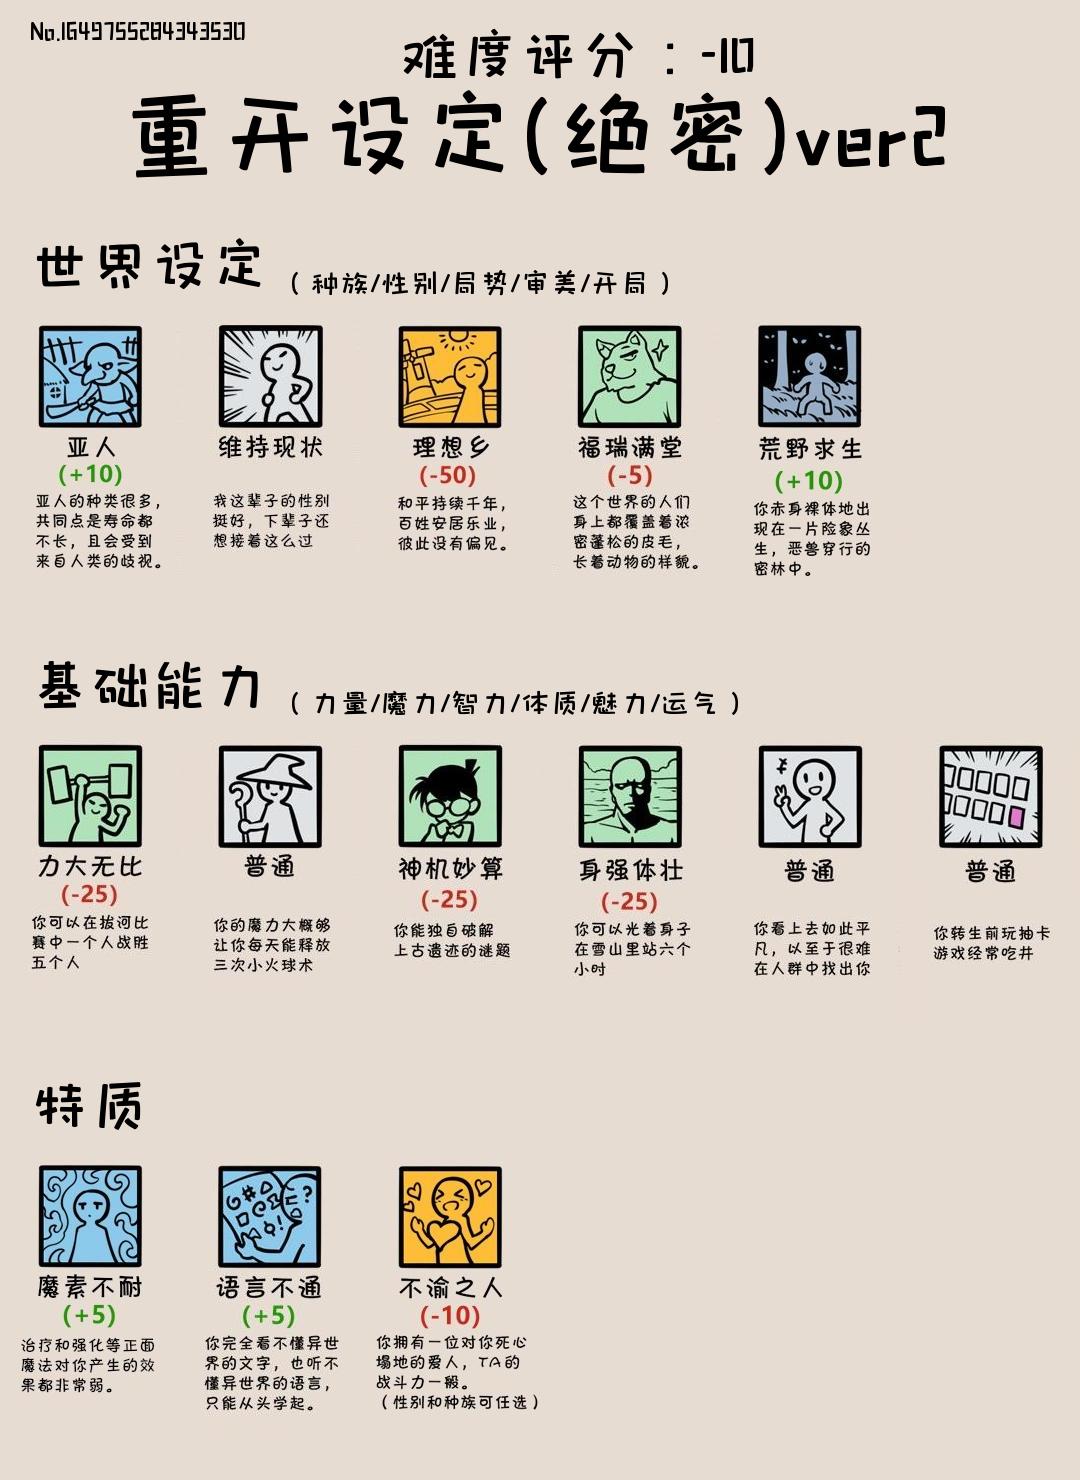 No.1649755284343530
难度评分：-10
重开设定(绝密)ver2
世界设定 (种族/性别/局势/审美/开局)
亚人
(+10)
亚人的种类很多，
共同点是寿命都
不长，且会受到
来自人类的歧视。
维持现状
我这辈子的性别
挺好，下辈子还
想接着这么过
理想乡
(-50)
和平持续千年，
百姓安居乐业，
彼此没有偏见。
福瑞满堂
(-5)
这个世界的人们
身上都覆盖着浓
密蓬松的皮毛，
长着动物的样貌。
荒野求生
(+10)
你赤身裸体地出
现在一片险象丛
生，恶兽穿行的
密林中。
基础能力 (力量/魔力/智力/体质/魅力/运气)
力大无比
(-25)
你可以在拔河比
赛中一个人战胜
五个人
普通
你的魔力大概够
让你每天能释放
三次小火球术
神机妙算
(-25)
你能独自破解
上古遗迹的谜题
身强体壮
(-25)
你可以光着身子
在雪山里站六个
小时
普通
你看上去如此平
凡，以至于很难
在人群中找出你
普通
你转生前玩抽卡
游戏经常吃井
特质
魔素不耐
(+5)
治疗和强化等正面
魔法对你产生的效
果都非常弱。
语言不通
(+5)
你完全看不懂异世
界的文字，也听不
懂异世界的语言，
只能从头学起。
不渝之人
(-10)
你拥有一位对你死心
塌地的爱人，TA的
战斗力一般。
(性别和种族可任选)